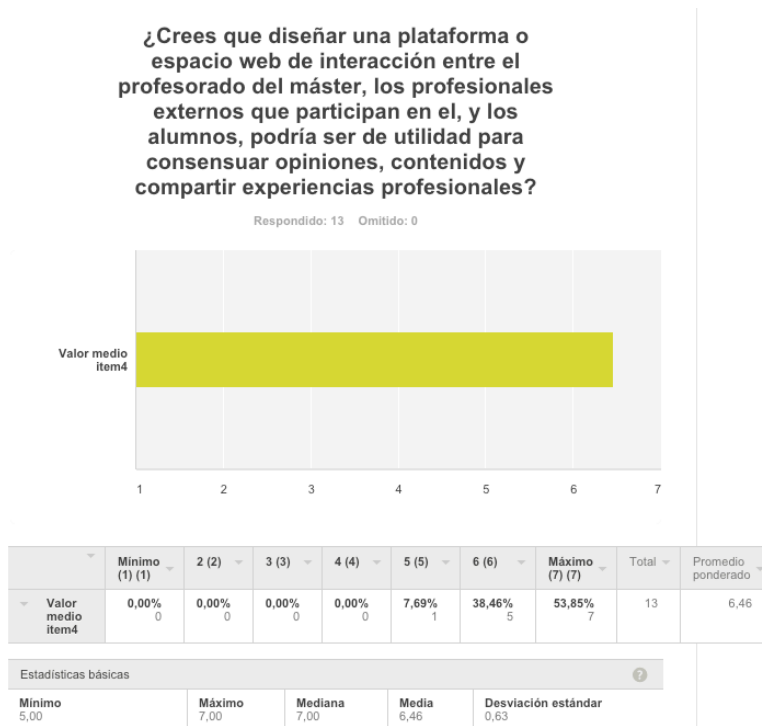 ¿Crees que diseñar una plataforma o
espacio web de interacción entre el
profesorado del máster, los profesionales
externos que participan en el, y los
alumnos, podría ser de utilidad para
consensuar opiniones, contenidos y
compartir experiencias profesionales?
Respondido: 13 Omitido: 0
Valor medio
item4
1 2 3 4 5 6 7
Mínimo (1) (1) 2 (2) 3 (3) 4 (4) 5 (5) 6 (6) Máximo (7) (7) Total Promedio ponderado
Valor medio item4 0,00% 0,00% 0,00% 0,00% 7,69% 38,46% 53,85% 13 6,46
0 0 0 0 1 5 7
Estadísticas básicas ?
Mínimo Máximo Mediana Media Desviación estándar
5,00 7,00 7,00 6,46 0,63